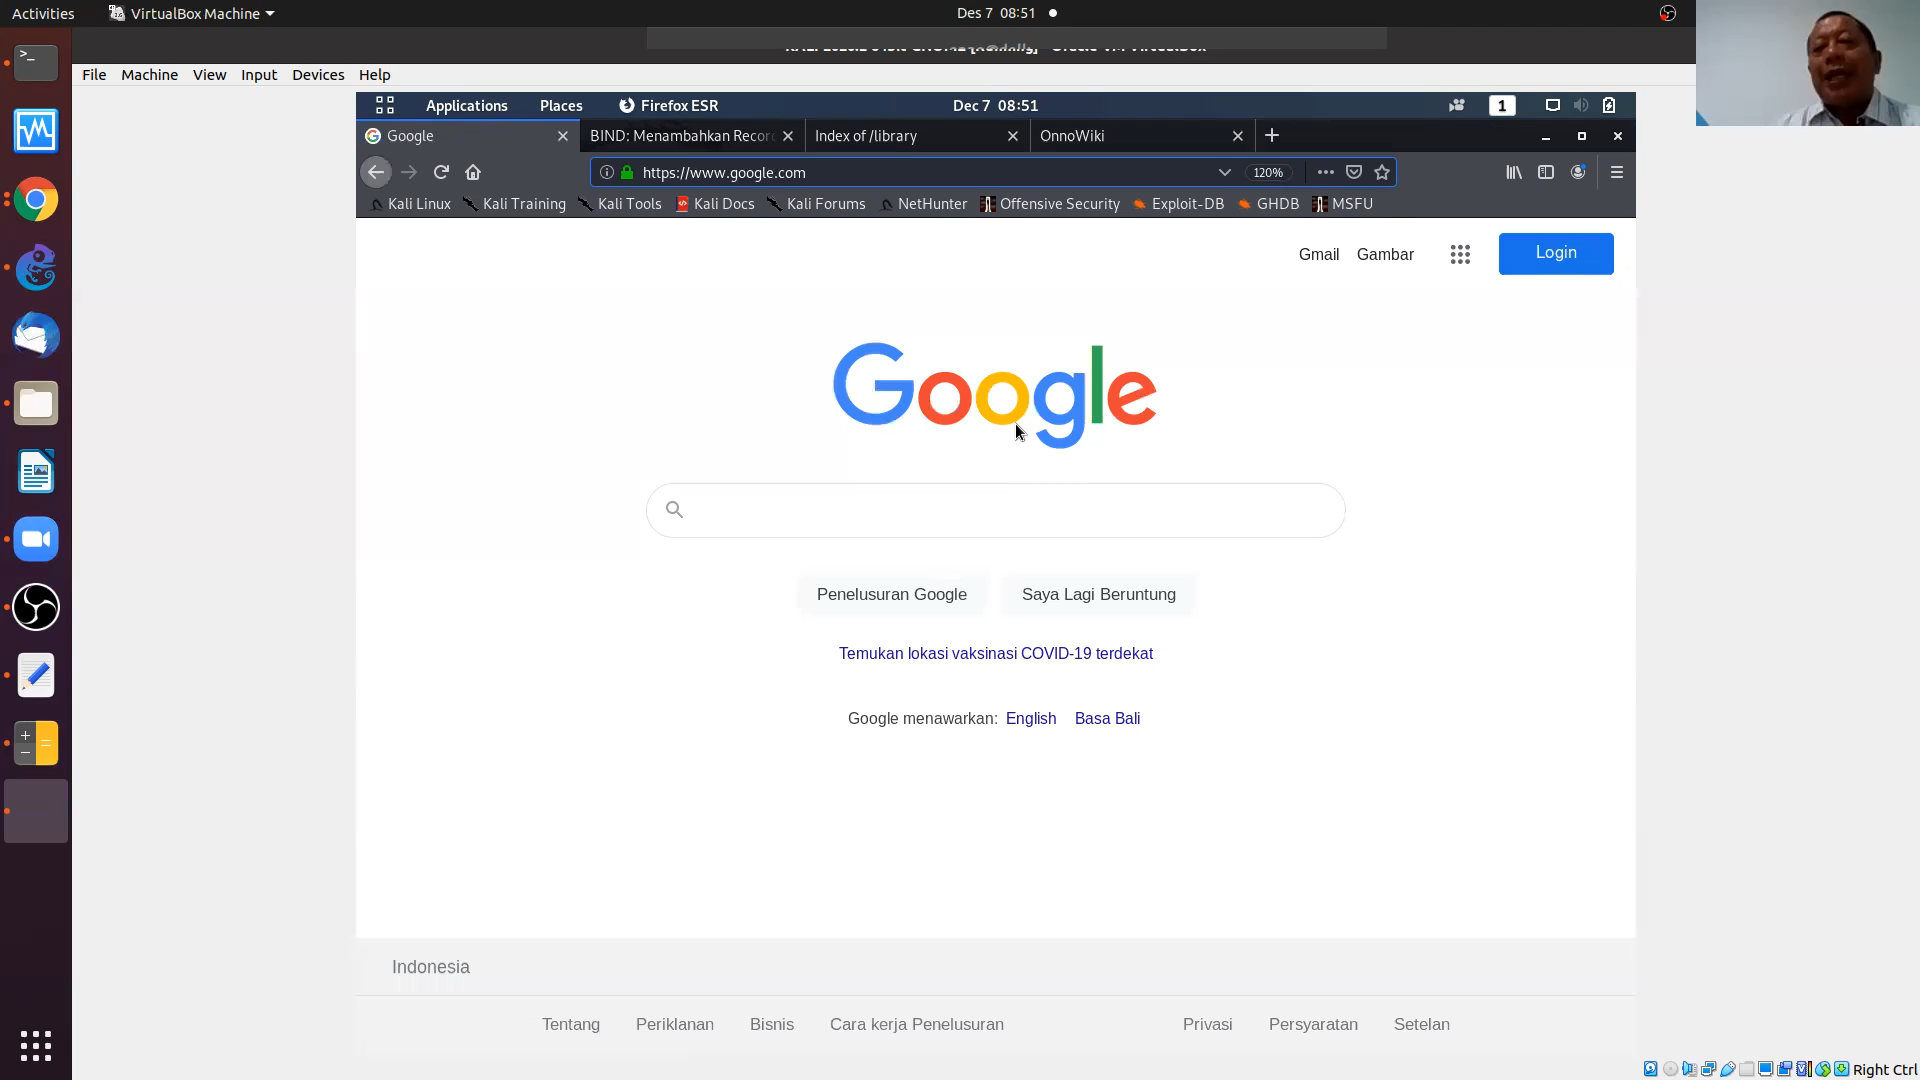 Activities VirtualBox Machine Des 7 08:51
Oracle VM VirtualBox
File Machine View Input Devices Help
Applications Places Firefox ESR Dec 7 08:51 1
Google BIND: Menambahkan Recor Index of /library OnnoWiki
https://www.google.com 120%
Kali Linux Kali Training Kali Tools Kali Docs Kali Forums NetHunter Offensive Security Exploit-DB GHDB MSFU
Gmail Gambar Login
Google
Penelusuran Google Saya Lagi Beruntung
Temukan lokasi vaksinasi COVID-19 terdekat
Google menawarkan: English Basa Bali
Indonesia
Tentang Periklanan Bisnis Cara kerja Penelusuran Privasi Persyaratan Setelan
Right Ctrl